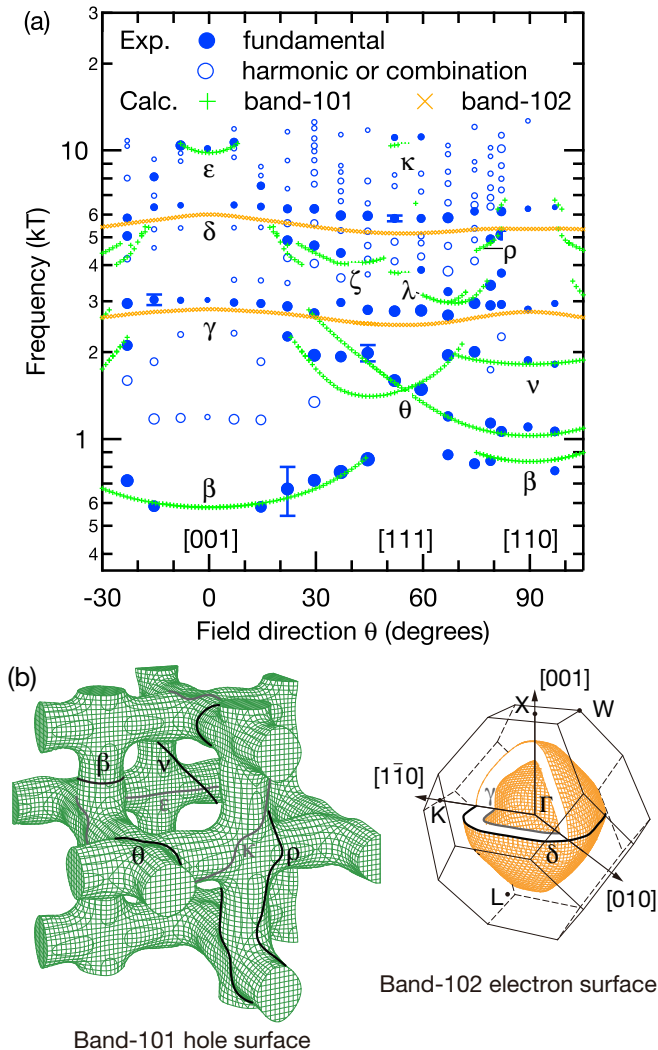 (a)
3
Exp. fundamental
harmonic or combination
Calc. band-101 band-102
2
10
κ
ε
8
6
δ
ρ
5
ζ
4
λ
3
γ
2
ν
θ
1
8
β
β
6
5
4
[001] [111] [110]
-30 0 30 60 90
Frequency (kT)
Field direction θ (degrees)
(b)
β
ν
ε
θ
κ
ρ
Band-101 hole surface
[001]
X
W
[11̅0]
γ
Γ
K
δ
[010]
L
Band-102 electron surface